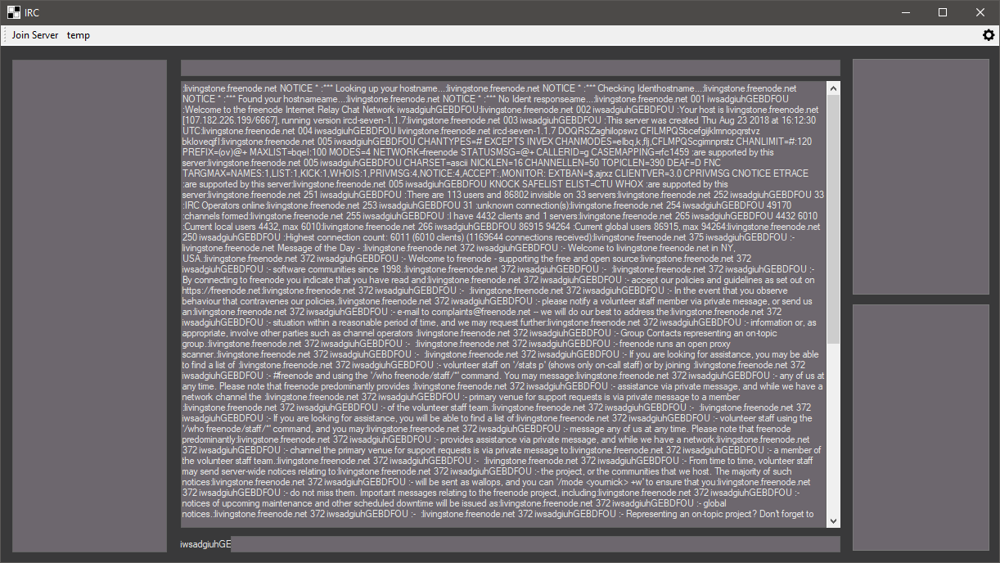 IRC
Join Server temp
:livingstone.freenode.net NOTICE * :*** Looking up your hostname...:livingstone.freenode.net NOTICE * :*** Checking Identhostname...:livingstone.freenode.net
NOTICE * :*** Found your hostnameame...:livingstone.freenode.net NOTICE * :*** No Ident responseame...:livingstone.freenode.net 001 iwsadgiuhGEBDFOU
:Welcome to the freenode Internet Relay Chat Network iwsadgiuhGEBDFOU:livingstone.freenode.net 002 iwsadgiuhGEBDFOU :Your host is livingstone.freenode.net
[107.182.226.199/6667], running version ircd-seven-1.1.7:livingstone.freenode.net 003 iwsadgiuhGEBDFOU :This server was created Thu Aug 23 2018 at 16:12:30
UTC:livingstone.freenode.net 004 iwsadgiuhGEBDFOU livingstone.freenode.net ircd-seven-1.1.7 DOQRSZaghilopswz CFILMPQSbcefgijklmnopqrstvz
bkloveqjfI:livingstone.freenode.net 005 iwsadgiuhGEBDFOU CHANTYPES=# EXCEPTS INVEX CHANMODES=eIbq,k,flj,CFLMPQScgimnprstz CHANLIMIT=#:120
PREFIX=(ov)@+ MAXLIST=bqeI:100 MODES=4 NETWORK=freenode STATUSMSG=@+ CALLERID=g CASEMAPPING=rfc1459 :are supported by this
server:livingstone.freenode.net 005 iwsadgiuhGEBDFOU CHARSET=ascii NICKLEN=16 CHANNELLEN=50 TOPICLEN=390 DEAF=D FNC
TARGMAX=NAMES:1,LIST:1,KICK:1,WHOIS:1,PRIVMSG:4,NOTICE:4,ACCEPT:,MONITOR: EXTBAN=$,ajrxz CLIENTVER=3.0 CPRIVMSG CNOTICE ETRACE
:are supported by this server:livingstone.freenode.net 005 iwsadgiuhGEBDFOU KNOCK SAFELIST ELIST=CTU WHOX :are supported by this
server:livingstone.freenode.net 251 iwsadgiuhGEBDFOU :There are 113 users and 86802 invisible on 33 servers:livingstone.freenode.net 252 iwsadgiuhGEBDFOU 33
:IRC Operators online:livingstone.freenode.net 253 iwsadgiuhGEBDFOU 31 :unknown connection(s):livingstone.freenode.net 254 iwsadgiuhGEBDFOU 49170
:channels formed:livingstone.freenode.net 255 iwsadgiuhGEBDFOU :I have 4432 clients and 1 servers:livingstone.freenode.net 265 iwsadgiuhGEBDFOU 4432 6010
:Current local users 4432, max 6010:livingstone.freenode.net 266 iwsadgiuhGEBDFOU 86915 94264 :Current global users 86915, max 94264:livingstone.freenode.net
250 iwsadgiuhGEBDFOU :Highest connection count: 6011 (6010 clients) (1169644 connections received):livingstone.freenode.net 375 iwsadgiuhGEBDFOU :-
livingstone.freenode.net Message of the Day - :livingstone.freenode.net 372 iwsadgiuhGEBDFOU :- Welcome to livingstone.freenode.net in NY,
USA.:livingstone.freenode.net 372 iwsadgiuhGEBDFOU :- Welcome to freenode - supporting the free and open source:livingstone.freenode.net 372
iwsadgiuhGEBDFOU :- software communities since 1998.:livingstone.freenode.net 372 iwsadgiuhGEBDFOU :- :livingstone.freenode.net 372 iwsadgiuhGEBDFOU :-
By connecting to freenode you indicate that you have read and:livingstone.freenode.net 372 iwsadgiuhGEBDFOU :- accept our policies and guidelines as set out on
https://freenode.net:livingstone.freenode.net 372 iwsadgiuhGEBDFOU :- :livingstone.freenode.net 372 iwsadgiuhGEBDFOU :- In the event that you observe
behaviour that contravenes our policies,:livingstone.freenode.net 372 iwsadgiuhGEBDFOU :- please notify a volunteer staff member via private message, or send us
an:livingstone.freenode.net 372 iwsadgiuhGEBDFOU :- e-mail to complaints@freenode.net -- we will do our best to address the:livingstone.freenode.net 372
iwsadgiuhGEBDFOU :- situation within a reasonable period of time, and we may request further:livingstone.freenode.net 372 iwsadgiuhGEBDFOU :- information or, as
appropriate, involve other parties such as channel operators :livingstone.freenode.net 372 iwsadgiuhGEBDFOU :- Group Contacts representing an on-topic
group.:livingstone.freenode.net 372 iwsadgiuhGEBDFOU :- :livingstone.freenode.net 372 iwsadgiuhGEBDFOU :- freenode runs an open proxy
scanner.:livingstone.freenode.net 372 iwsadgiuhGEBDFOU :- :livingstone.freenode.net 372 iwsadgiuhGEBDFOU :- If you are looking for assistance, you may be able
to find a list of :livingstone.freenode.net 372 iwsadgiuhGEBDFOU :- volunteer staff on '/stats p' (shows only on-call staff) or by joining :livingstone.freenode.net 372
iwsadgiuhGEBDFOU :- #freenode and using the '/who freenode/staff/*' command. You may message:livingstone.freenode.net 372 iwsadgiuhGEBDFOU :- any of us at
any time. Please note that freenode predominantly provides :livingstone.freenode.net 372 iwsadgiuhGEBDFOU :- assistance via private message, and while we have a
network channel the :livingstone.freenode.net 372 iwsadgiuhGEBDFOU :- primary venue for support requests is via private message to a member
:livingstone.freenode.net 372 iwsadgiuhGEBDFOU :- of the volunteer staff team.:livingstone.freenode.net 372 iwsadgiuhGEBDFOU :- :livingstone.freenode.net 372
iwsadgiuhGEBDFOU :- If you are looking for assistance, you will be able to find a list of:livingstone.freenode.net 372 iwsadgiuhGEBDFOU :- volunteer staff using the
'/who freenode/staff/*' command, and you may:livingstone.freenode.net 372 iwsadgiuhGEBDFOU :- message any of us at any time. Please note that freenode
predominantly:livingstone.freenode.net 372 iwsadgiuhGEBDFOU :- provides assistance via private message, and while we have a network:livingstone.freenode.net
372 iwsadgiuhGEBDFOU :- channel the primary venue for support requests is via private message to:livingstone.freenode.net 372 iwsadgiuhGEBDFOU :- a member of
the volunteer staff team.:livingstone.freenode.net 372 iwsadgiuhGEBDFOU :- :livingstone.freenode.net 372 iwsadgiuhGEBDFOU :- From time to time, volunteer staff
may send server-wide notices relating to:livingstone.freenode.net 372 iwsadgiuhGEBDFOU :- the project, or the communities that we host. The majority of such
notices:livingstone.freenode.net 372 iwsadgiuhGEBDFOU :- will be sent as wallops, and you can '/mode <yournick> +w' to ensure that you:livingstone.freenode.net
372 iwsadgiuhGEBDFOU :- do not miss them. Important messages relating to the freenode project, including:livingstone.freenode.net 372 iwsadgiuhGEBDFOU :-
notices of upcoming maintenance and other scheduled downtime will be issued as:livingstone.freenode.net 372 iwsadgiuhGEBDFOU :- global
notices.:livingstone.freenode.net 372 iwsadgiuhGEBDFOU :- :livingstone.freenode.net 372 iwsadgiuhGEBDFOU :- Representing an on-topic project? Don't forget to
iwsadgiuhGE